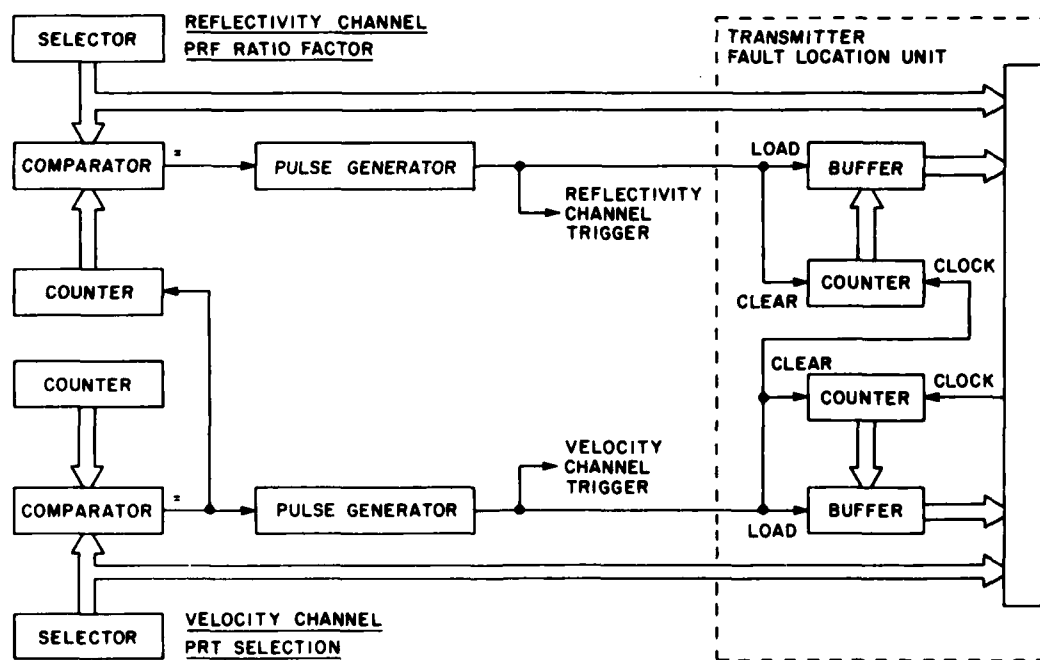 REFLECTIVITY CHANNEL
PRF RATIO FACTOR
SELECTOR
TRANSMITTER
FAULT LOCATION UNIT
COMPARATOR
=
PULSE GENERATOR
LOAD
BUFFER
REFLECTIVITY
CHANNEL
TRIGGER
COUNTER
CLEAR
COUNTER
CLOCK
COUNTER
CLEAR
COUNTER
CLOCK
VELOCITY
CHANNEL
TRIGGER
COMPARATOR
=
PULSE GENERATOR
LOAD
BUFFER
SELECTOR
VELOCITY CHANNEL
PRT SELECTION